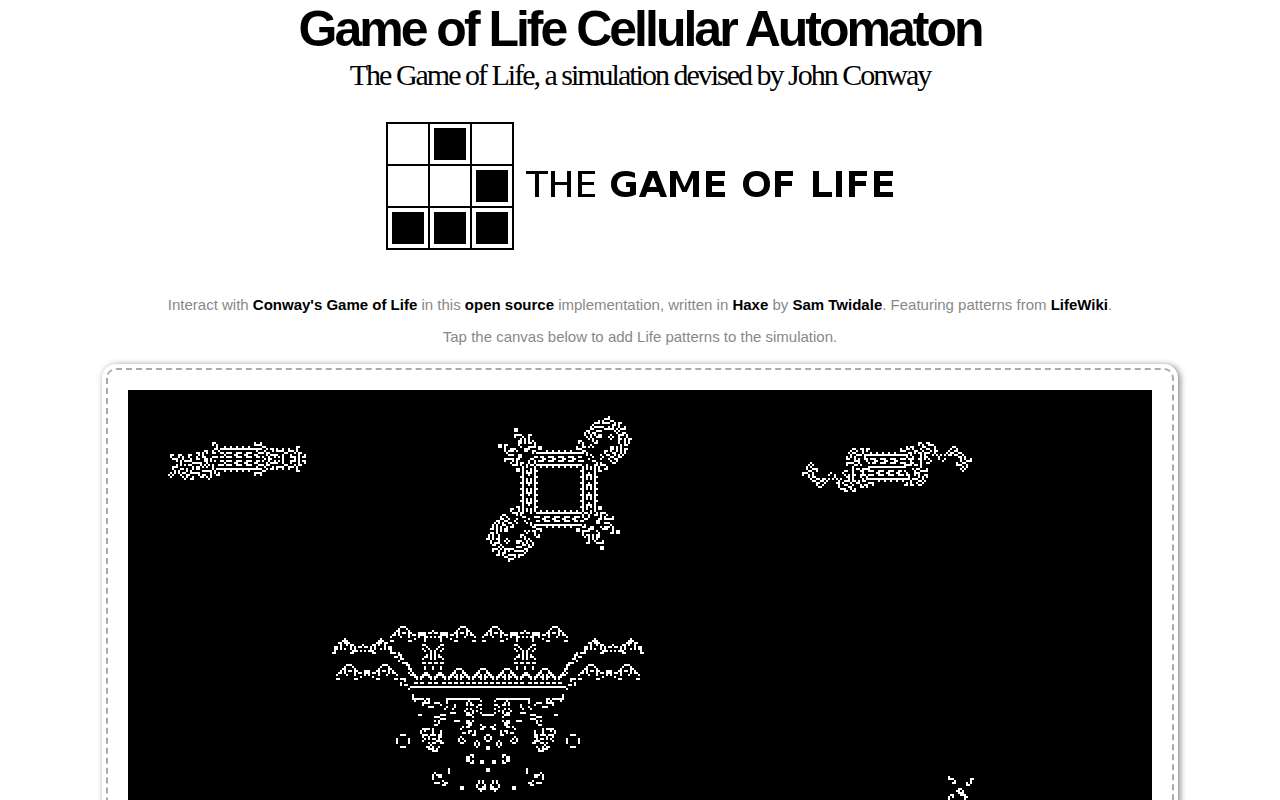 Game of Life Cellular Automaton
The Game of Life, a simulation devised by John Conway
THE GAME OF LIFE
Interact with Conway's Game of Life in this open source implementation, written in Haxe by Sam Twidale. Featuring patterns from LifeWiki.
Tap the canvas below to add Life patterns to the simulation.